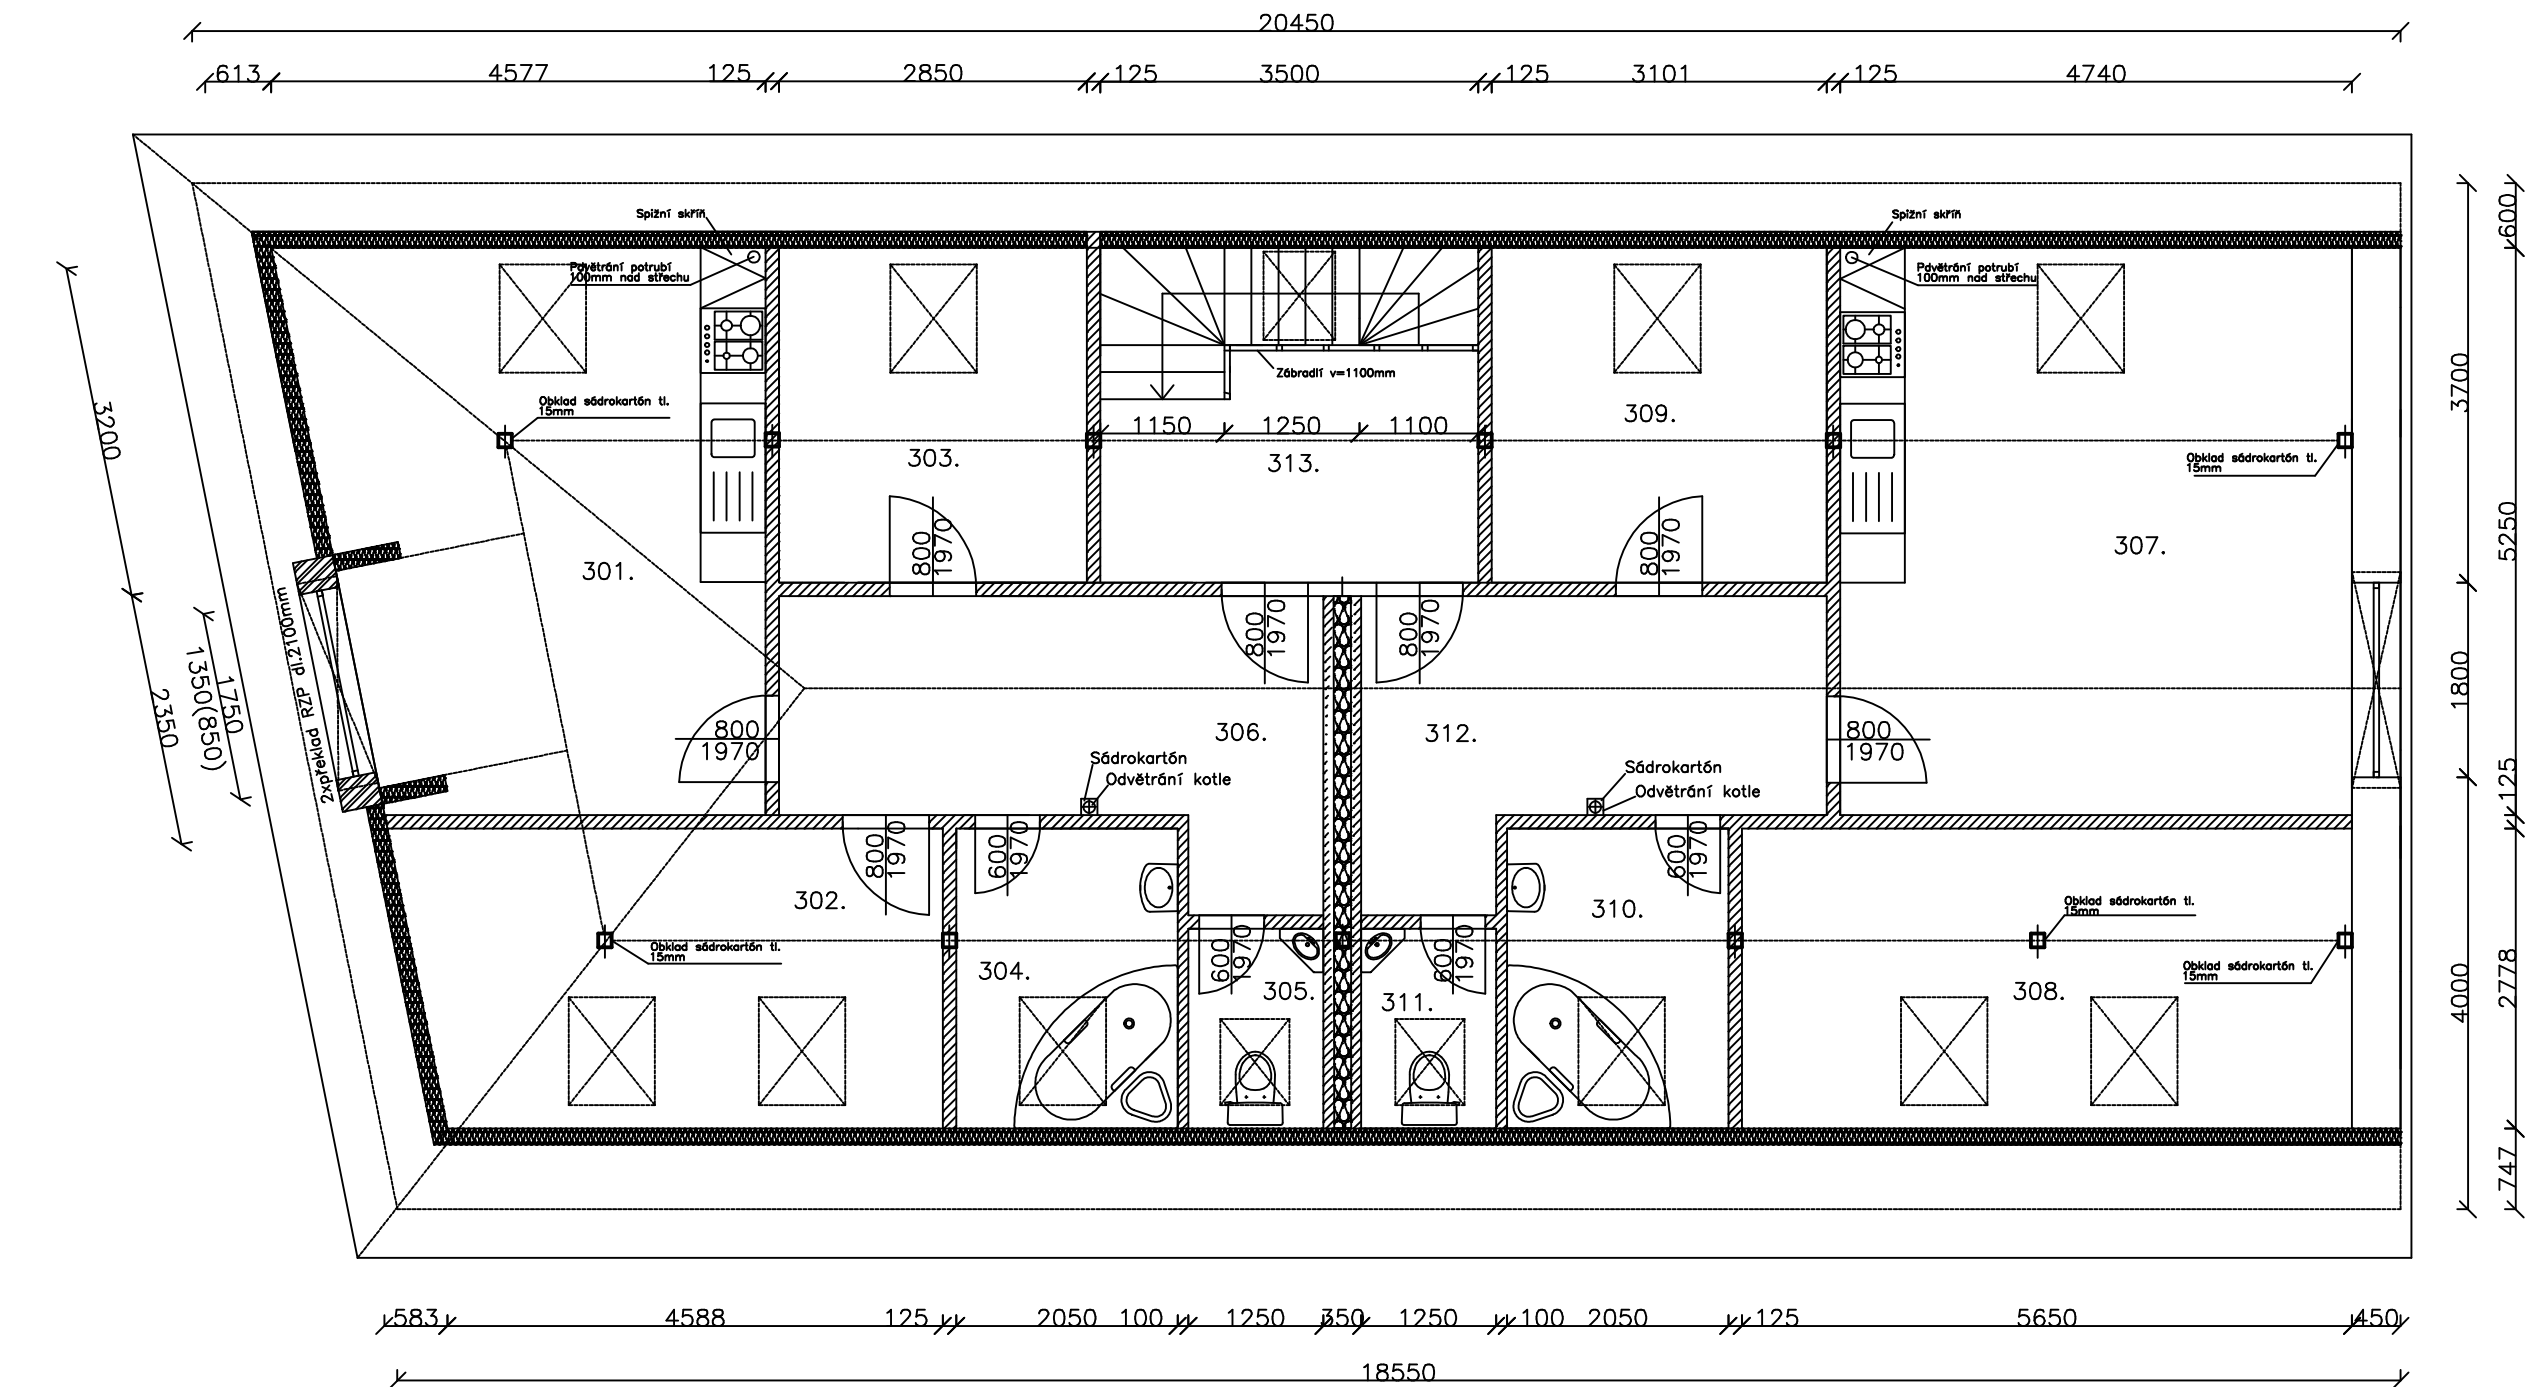 20450
613 4577 125 2850 125 3500 125 3101 125 4740
Spižní skříň
Spižní skříň
Pdvětrání potrubí
100mm nad střechu
Pdvětrání potrubí
100mm nad střechu
600
Zábradlí v=1100mm
Obklad sádrokartón tl.
15mm
3200
3700
309.
1150 1250 1100
303.
313.
Obklad sádrokartón tl.
15mm
800
1970
800
1970
5250
307.
301.
800
1970
800
1970
2xpřeklad RZP dl.2100mm
1350(850)
1750
2350
1800
800
1970
306.
312.
800
1970
Sádrokartón
Odvětrání kotle
Sádrokartón
Odvětrání kotle
125
800
1970
600
1970
600
1970
302.
310.
Obklad sádrokartón tl.
15mm
Obklad sádrokartón tl.
15mm
600
1970
600
1970
Obklad sádrokartón tl.
15mm
304.
305.
311.
308.
4000
2778
747
583 4588 125 2050 100 1250 350 1250 100 2050 125 5650 450
18550